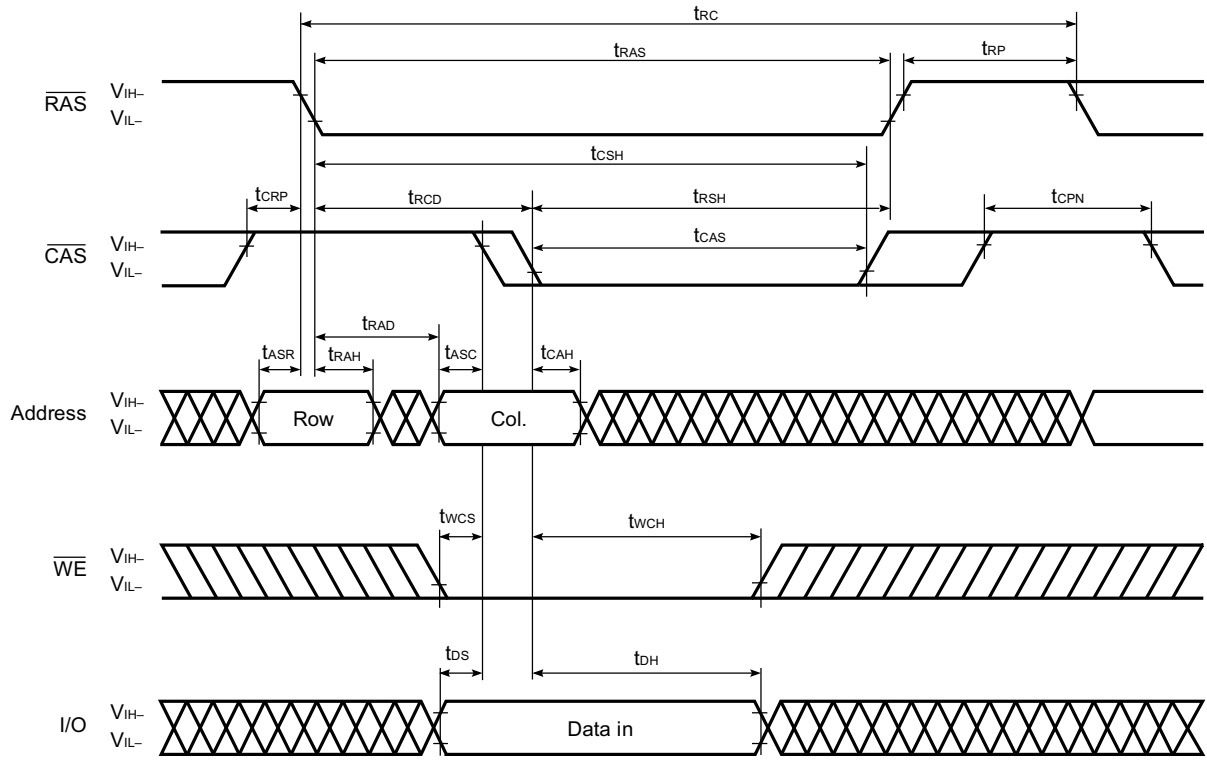 tRC
tRAS
tRP
RAS
VIH–
VIL–
tCSH
tCRP
tRCD
tRSH
tCPN
CAS
VIH–
VIL–
tCAS
tRAD
tASR
tRAH
tASC
tCAH
Address
VIH–
VIL–
Row
Col.
tWCS
tWCH
WE
VIH–
VIL–
tDS
tDH
I/O
VIH–
VIL–
Data in